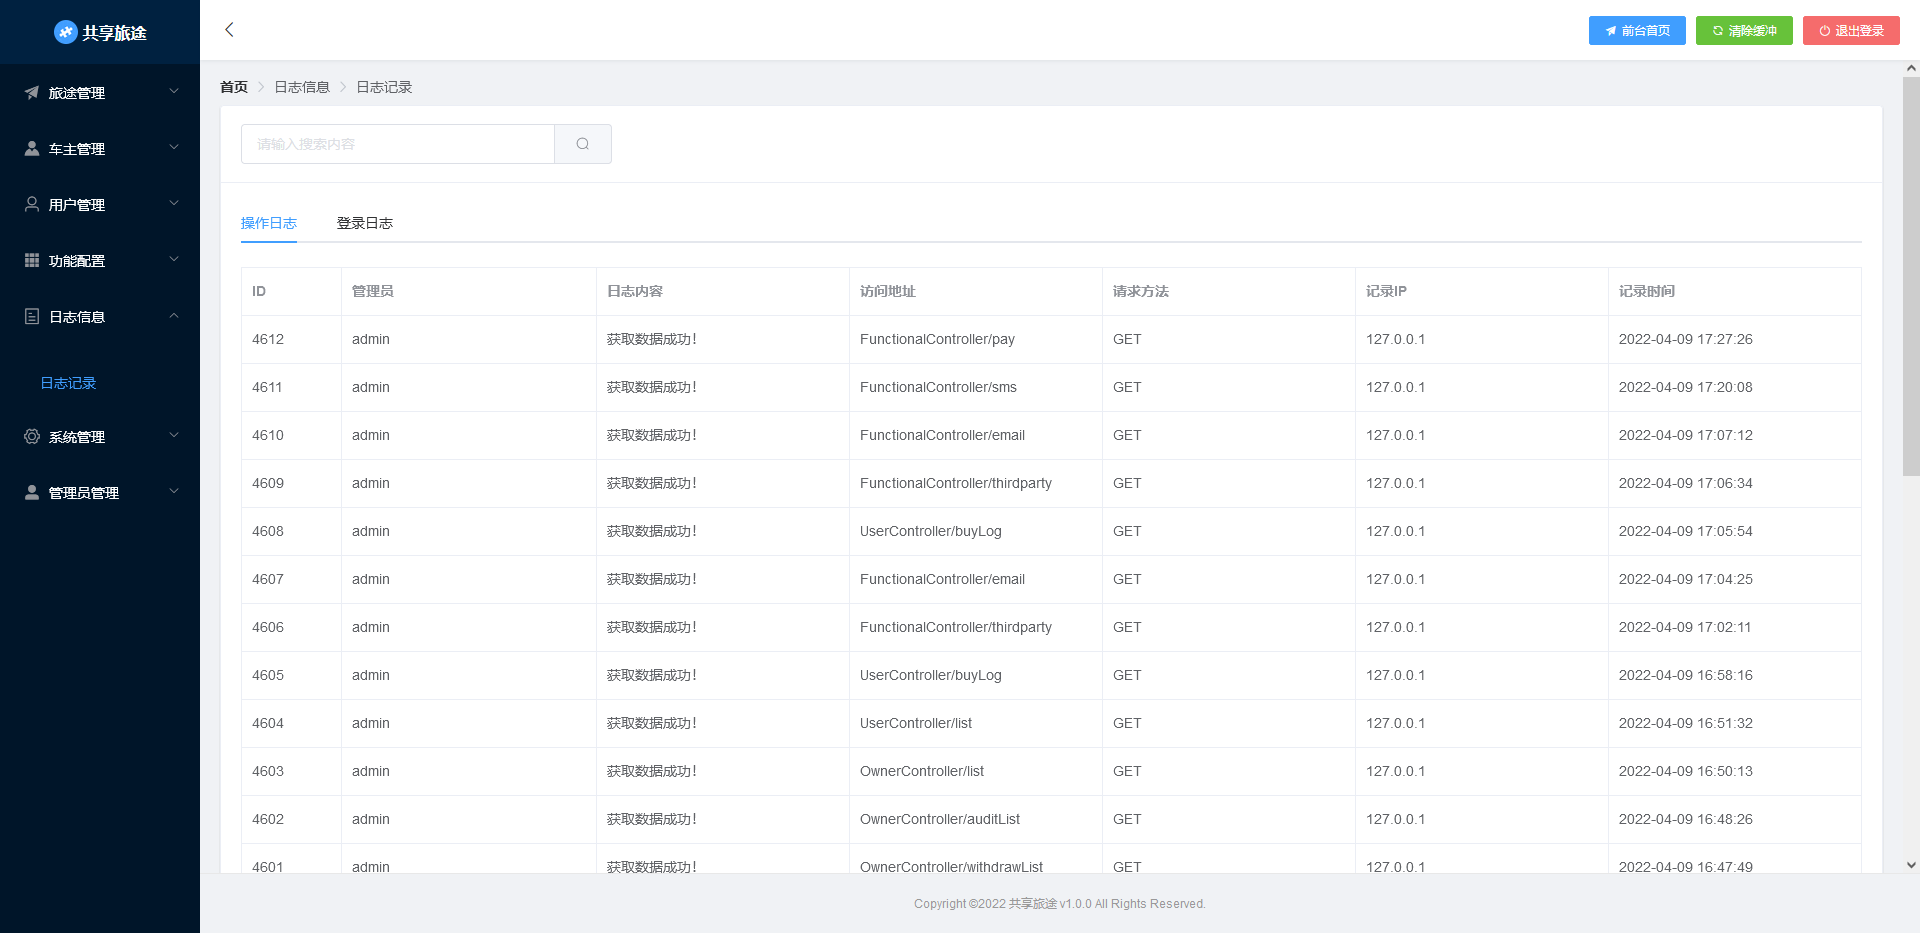 共享旅途
前台首页 清除缓冲 退出登录
旅途管理
车主管理
用户管理
功能配置
日志信息
日志记录
系统管理
管理员管理
首页 日志信息 日志记录
请输入搜索内容
操作日志 登录日志
ID 管理员 日志内容 访问地址 请求方法 记录IP 记录时间
4612 admin 获取数据成功! FunctionalController/pay GET 127.0.0.1 2022-04-09 17:27:26
4611 admin 获取数据成功! FunctionalController/sms GET 127.0.0.1 2022-04-09 17:20:08
4610 admin 获取数据成功! FunctionalController/email GET 127.0.0.1 2022-04-09 17:07:12
4609 admin 获取数据成功! FunctionalController/thirdparty GET 127.0.0.1 2022-04-09 17:06:34
4608 admin 获取数据成功! UserController/buyLog GET 127.0.0.1 2022-04-09 17:05:54
4607 admin 获取数据成功! FunctionalController/email GET 127.0.0.1 2022-04-09 17:04:25
4606 admin 获取数据成功! FunctionalController/thirdparty GET 127.0.0.1 2022-04-09 17:02:11
4605 admin 获取数据成功! UserController/buyLog GET 127.0.0.1 2022-04-09 16:58:16
4604 admin 获取数据成功! UserController/list GET 127.0.0.1 2022-04-09 16:51:32
4603 admin 获取数据成功! OwnerController/list GET 127.0.0.1 2022-04-09 16:50:13
4602 admin 获取数据成功! OwnerController/auditList GET 127.0.0.1 2022-04-09 16:48:26
4601 admin 获取数据成功! OwnerController/withdrawList GET 127.0.0.1 2022-04-09 16:47:49
Copyright ©2022 共享旅途 v1.0.0 All Rights Reserved.